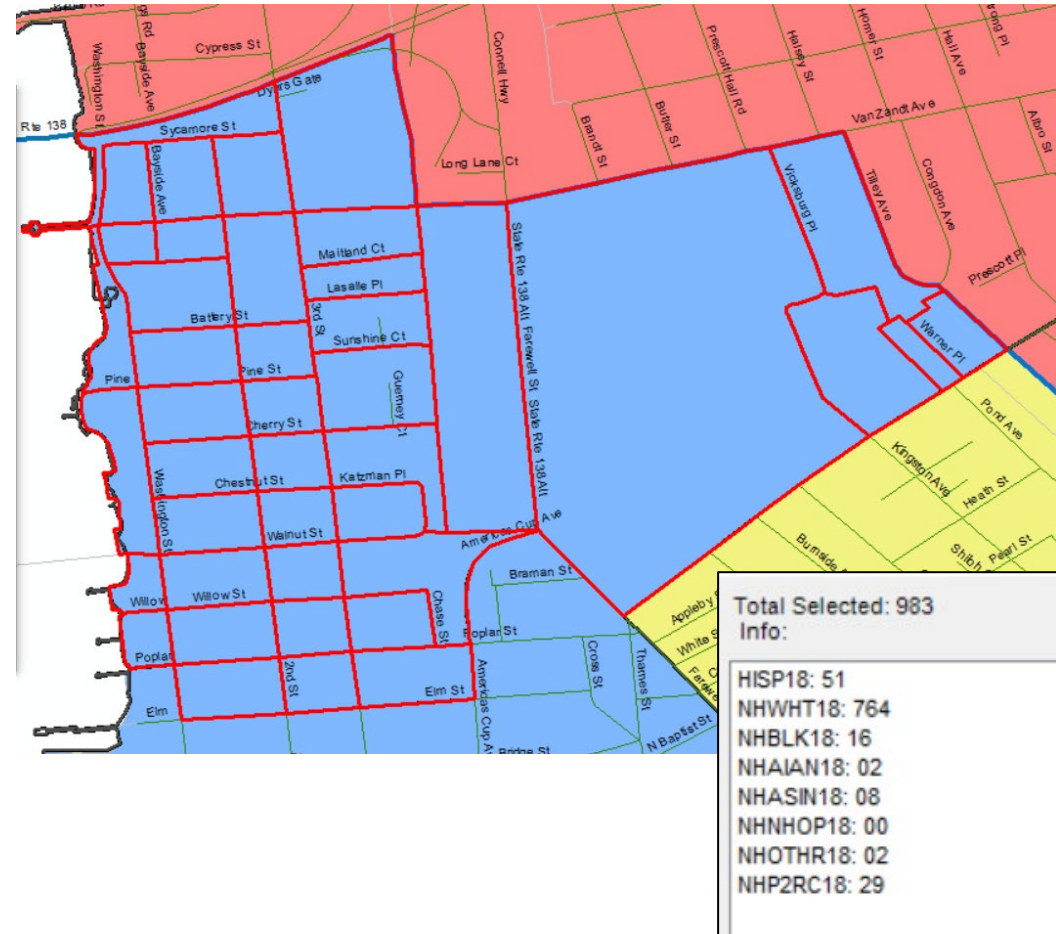 Cypress St
Washington St
Bayside Ave
Connell Hwy
Prescott Hall Rd
Halsey St
Homer St
Hall Ave
Dyers Gate
Rte 138
Sycamore St
Bayside Ave
Long Lane Ct
Brandt St
Butler St
Van Zandt Ave
Albro St
Vicksburg Pl
Tilley Ave
Congdon Ave
Prescott Pl
Maitland Ct
State Rte 138 Alt Farewell St State Rte 138 Alt
Lasalle Pl
3rd St
Battery St
Sunshine Ct
Warner Pl
Pine
Pine St
Guerney Ct
Cherry St
Pond Ave
Kingston Ave
Heath St
Chestnut St
Katzman Pl
Washington St
Walnut St
Americas Cup Ave
Burnside
Shibh
Pearl St
Braman St
Willow
Willow St
Chase St
Appleby
White S
Poplar
Poplar St
Cross St
Thames St
2nd St
Elm St
Americas Cup Av
Elm
Bridge St
N Baptist St
Total Selected: 983
Info:
HISP18: 51
NHWHT18: 764
NHBLK18: 16
NHAIAN18: 02
NHASIN18: 08
NHNHOP18: 00
NHOTHR18: 02
NHP2RC18: 29